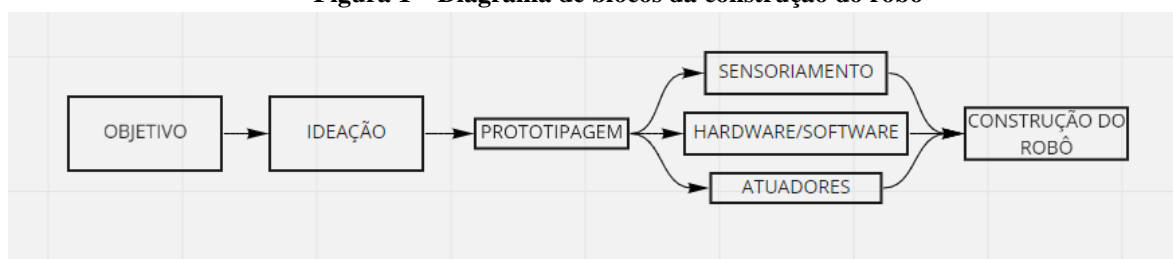 Figura 1 – Diagrama de blocos da construção do robô
OBJETIVO
IDEAÇÃO
PROTOTIPAGEM
SENSORIAMENTO
HARDWARE/SOFTWARE
ATUADORES
CONSTRUÇÃO DO
ROBÔ